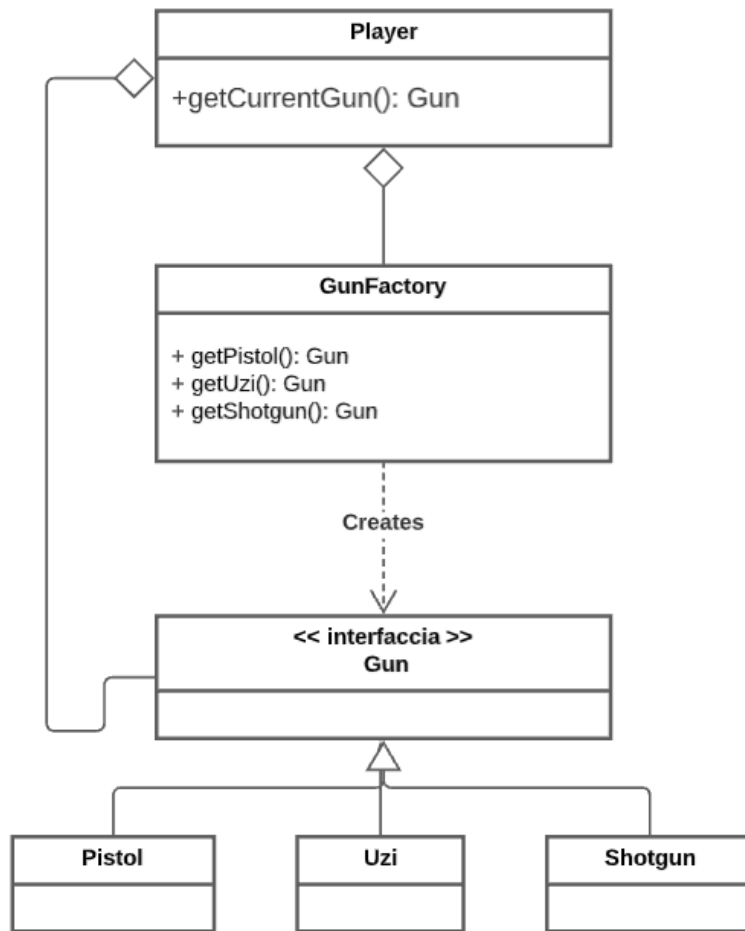 Player
+getCurrentGun(): Gun
GunFactory
+ getPistol(): Gun
+ getUzi(): Gun
+ getShotgun(): Gun
Creates
<< interfaccia >>
Gun
Pistol
Uzi
Shotgun